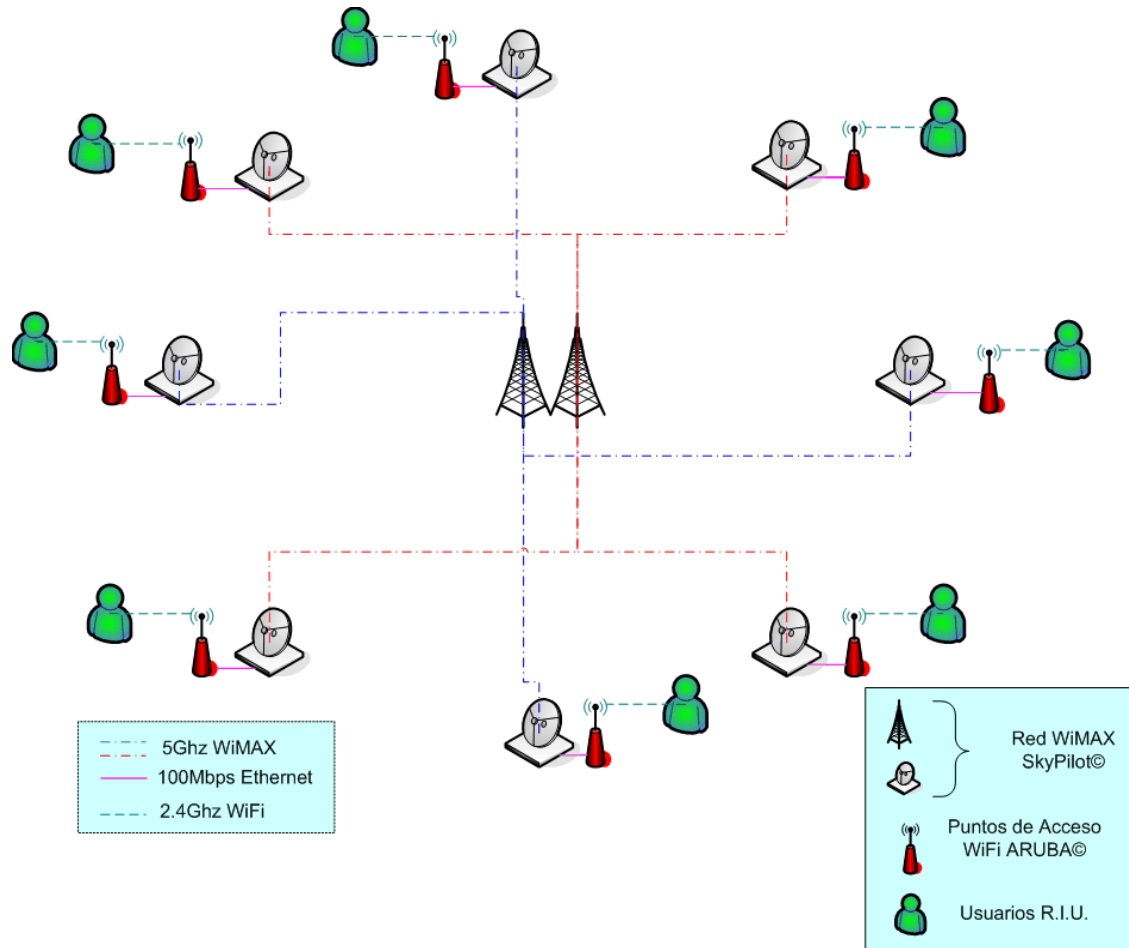 5Ghz WiMAX
100Mbps Ethernet
2.4Ghz WiFi
Red WiMAX
SkyPilot©
Puntos de Acceso
WiFi ARUBA©
Usuarios R.I.U.